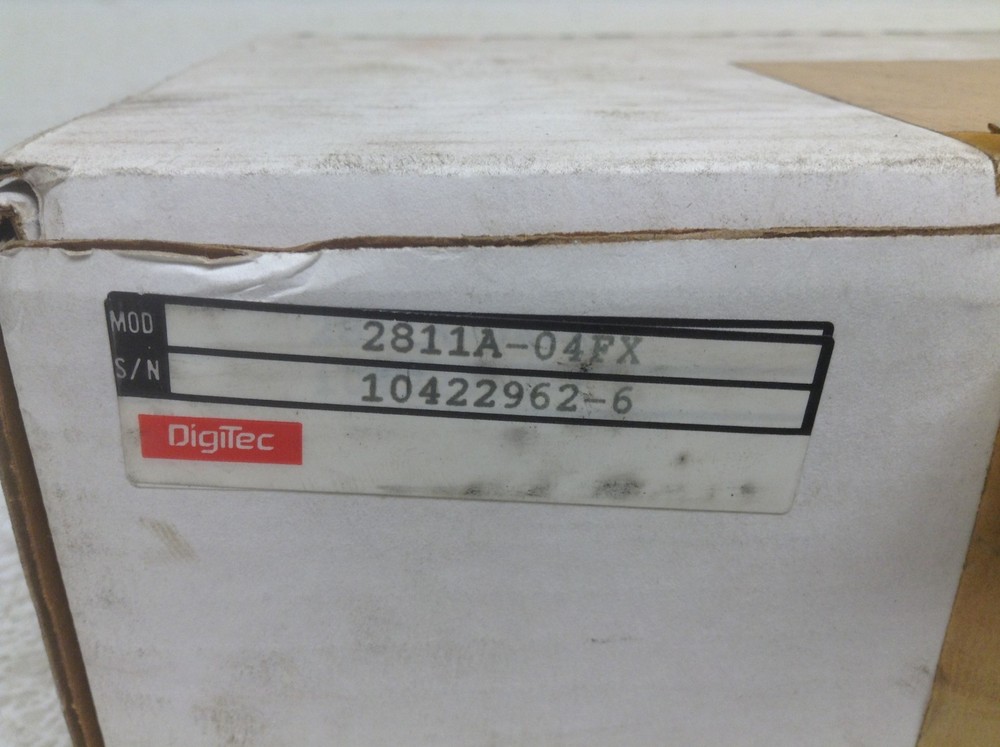 MOD 2811A-04FX
S/N 10422962-6
DigiTec